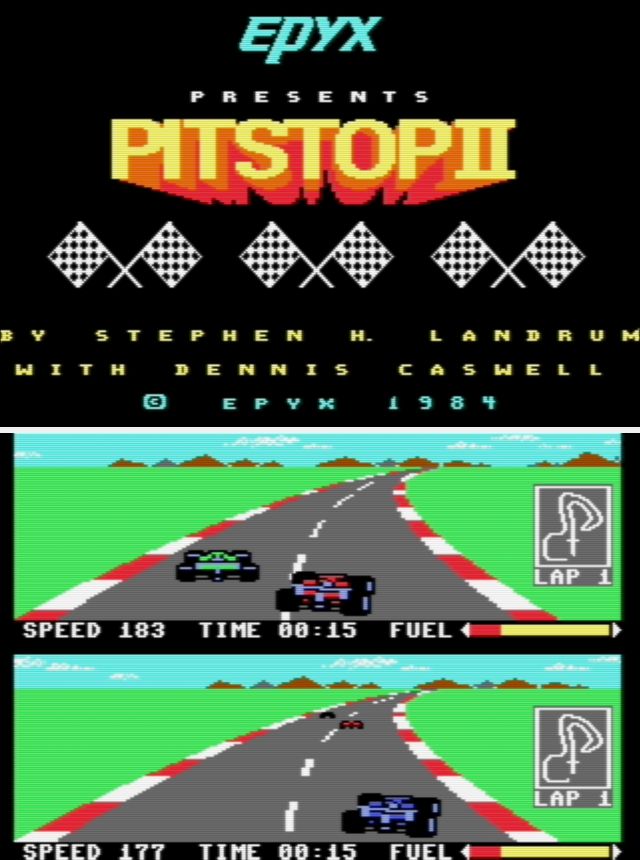 EPYX
PRESENTS
PITSTOP II
BY STEPHEN H. LANDRUM
WITH DENNIS CASWELL
© EPYX 1984
LAP 1
SPEED 183 TIME 00:15 FUEL
LAP 1
SPEED 177 TIME 00:15 FUEL